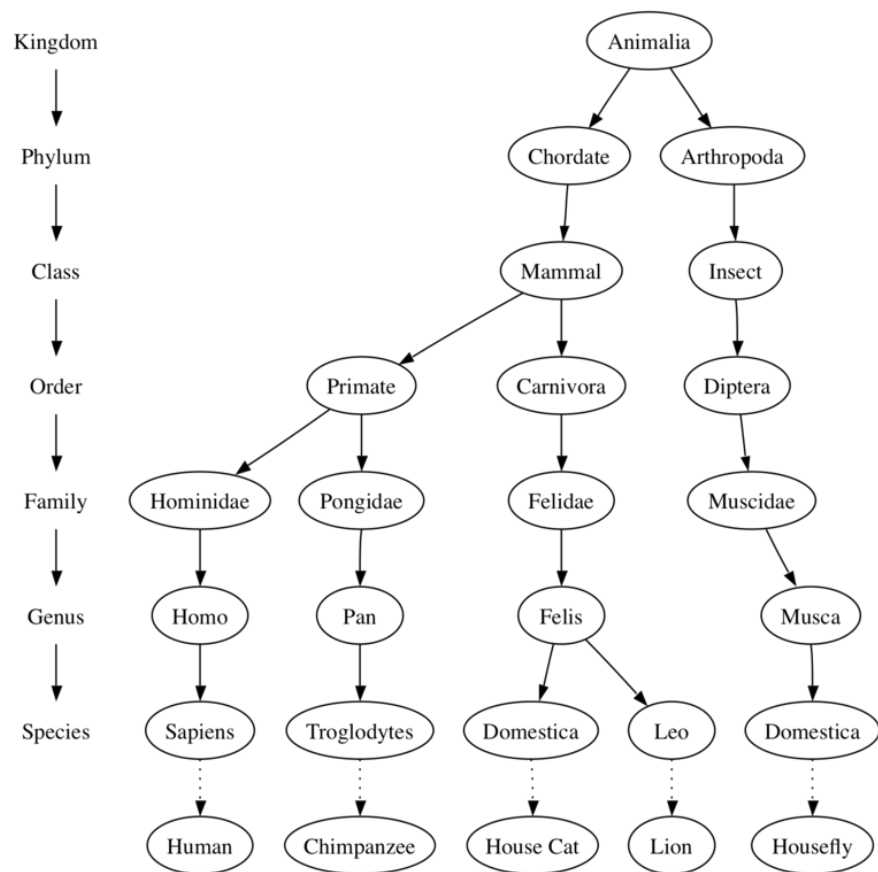 Kingdom Animalia
Phylum Chordate Arthropoda
Class Mammal Insect
Order Primate Carnivora Diptera
Family Hominidae Pongidae Felidae Muscidae
Genus Homo Pan Felis Musca
Species Sapiens Troglodytes Domestica Leo Domestica
Human Chimpanzee House Cat Lion Housefly